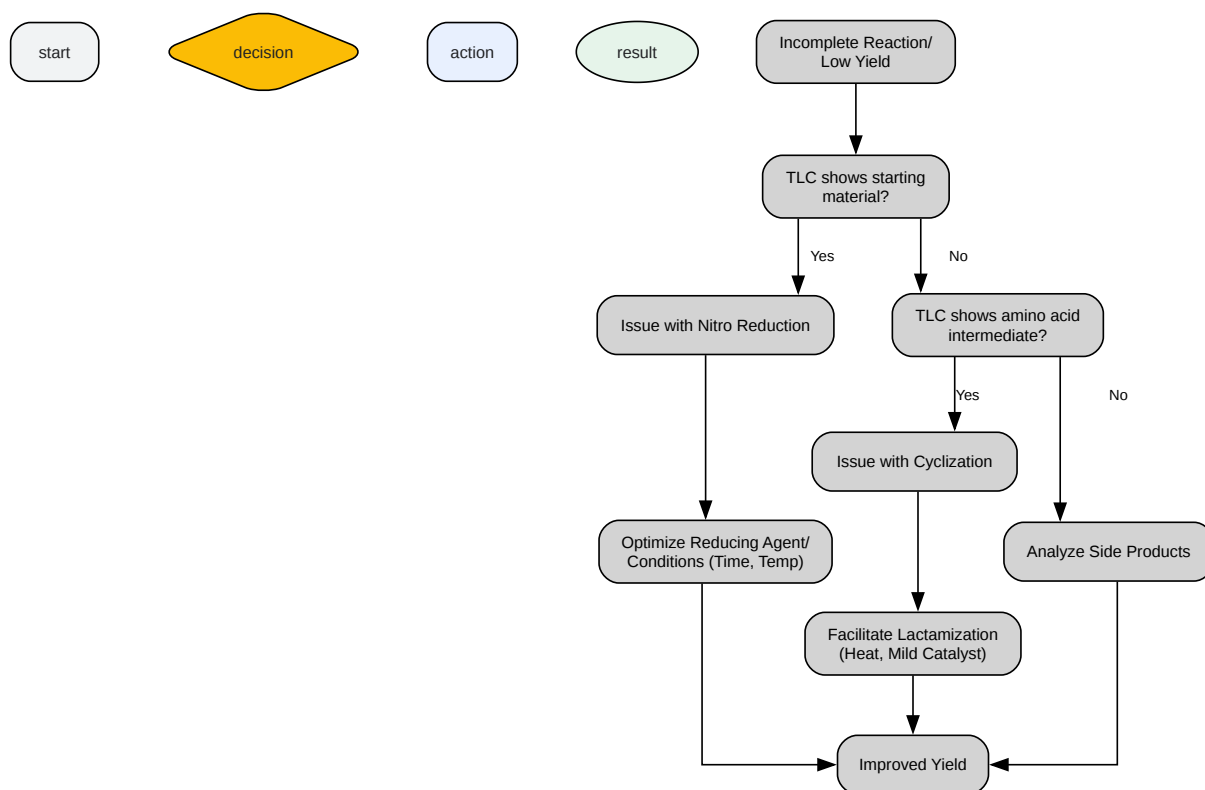 start
decision
action
result
Incomplete Reaction/
Low Yield
TLC shows starting
material?
Yes
No
Issue with Nitro Reduction
TLC shows amino acid
intermediate?
Yes
No
Issue with Cyclization
Optimize Reducing Agent/
Conditions (Time, Temp)
Analyze Side Products
Facilitate Lactamization
(Heat, Mild Catalyst)
Improved Yield